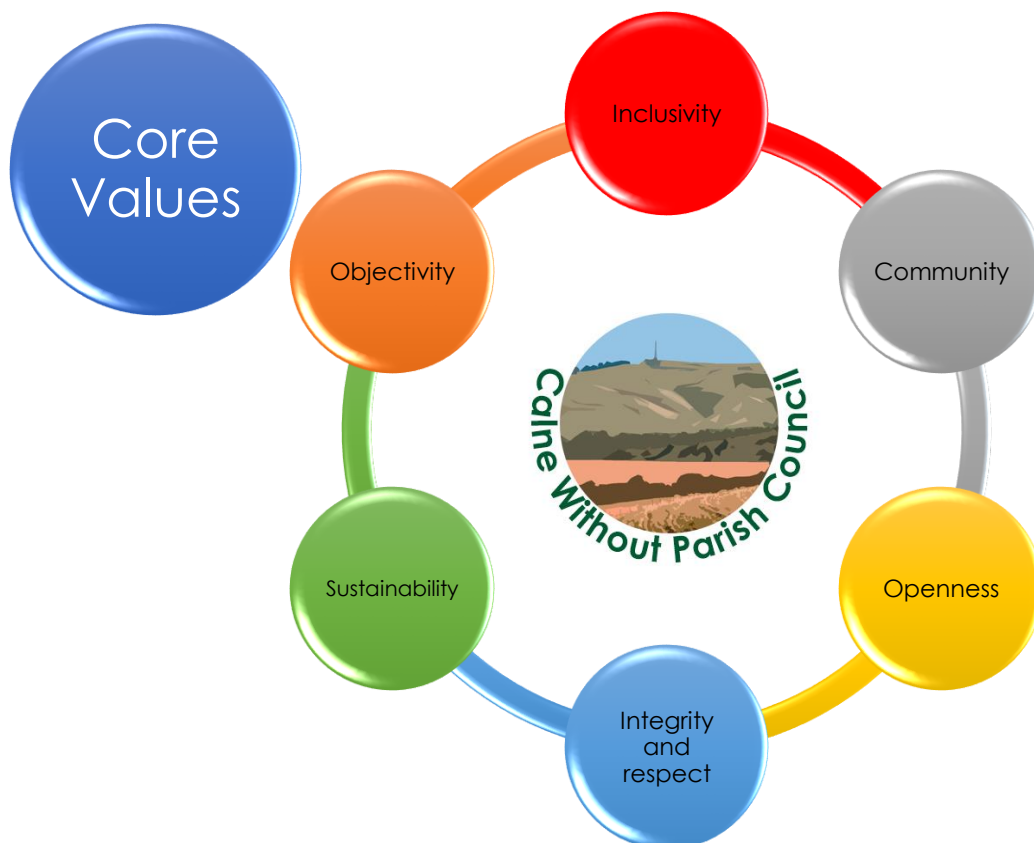 Core
Values
Inclusivity
Community
Openness
Integrity
and
respect
Sustainability
Objectivity
Calne Without Parish Council